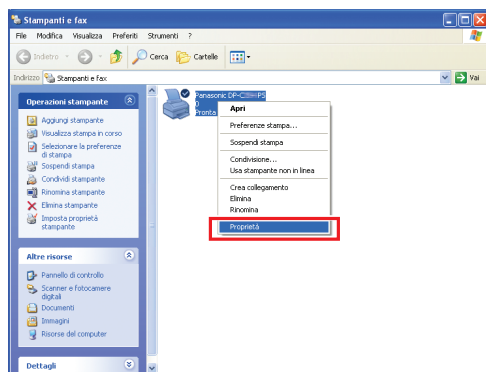 Stampanti e fax
File Modifica Visualizza Preferiti Strumenti ?
Indietro Cerca Cartelle
Indirizzo Stampanti e fax Vai
Operazioni stampante
Aggiungi stampante
Visualizza stampa in corso
Selezionare la preferenze
di stampa
Sospendi stampa
Condividi stampante
Rinomina stampante
Elimina stampante
Imposta proprietà
stampante
Altre risorse
Pannello di controllo
Scanner e fotocamere
digitali
Documenti
Immagini
Risorse del computer
Dettagli
Panasonic
0
Pronta
Apri
Preferenze stampa...
Sospendi stampa
Condivisione...
Usa stampante non in linea
Crea collegamento
Elimina
Rinomina
Proprietà